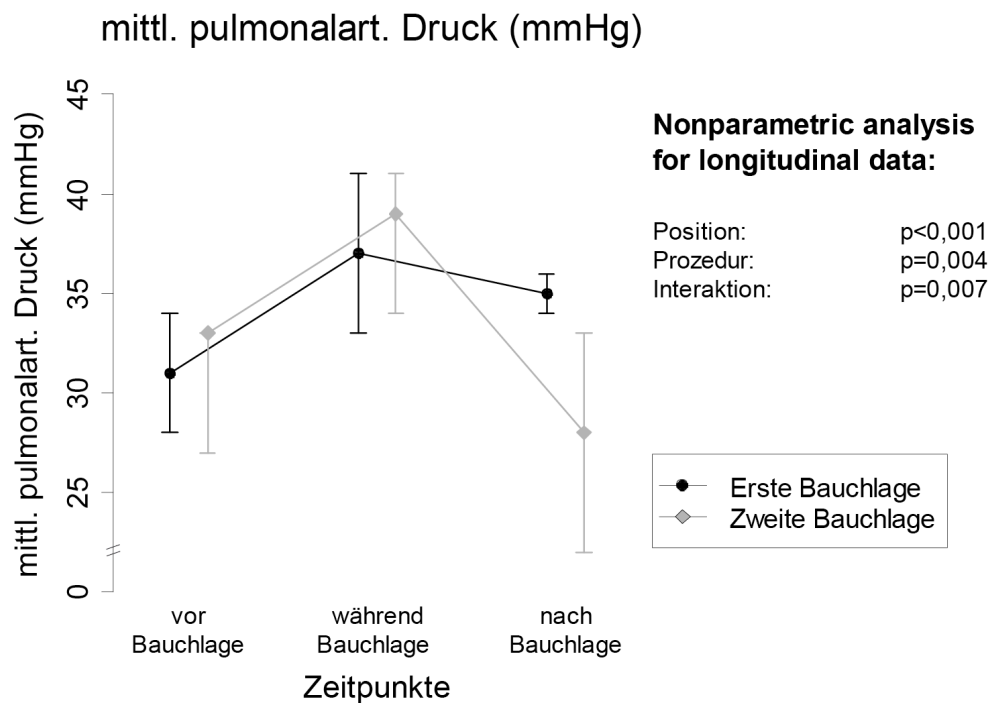 mittl. pulmonalart. Druck (mmHg)
mittl. pulmonalart. Druck (mmHg)
45
40
35
30
25
0
vor
Bauchlage
während
Bauchlage
nach
Bauchlage
Zeitpunkte
Nonparametric analysis
for longitudinal data:
Position: p<0,001
Prozedur: p=0,004
Interaktion: p=0,007
Erste Bauchlage
Zweite Bauchlage